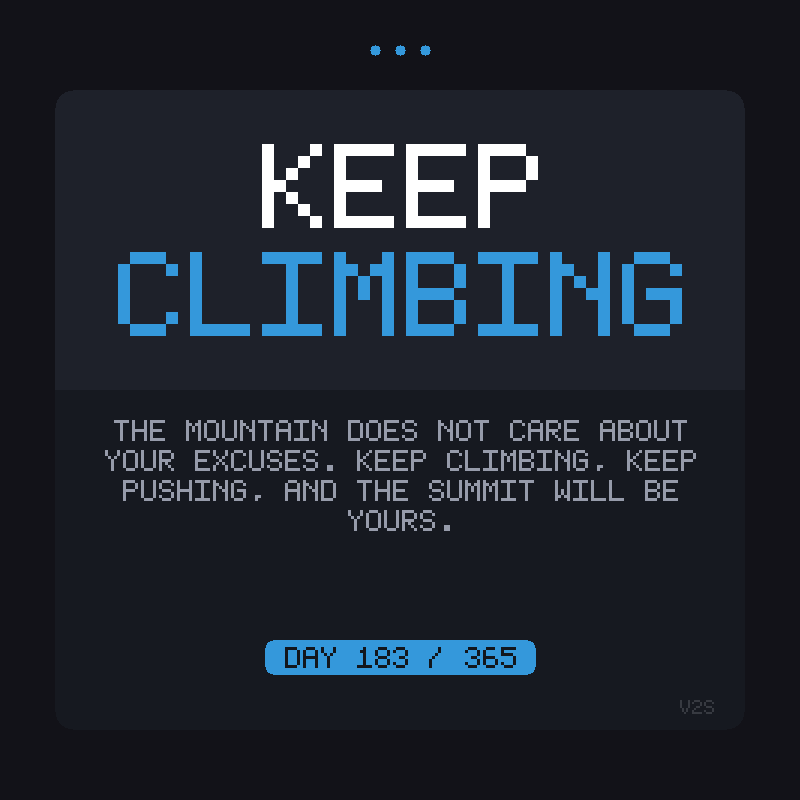 KEEP
CLIMBING
THE MOUNTAIN DOES NOT CARE ABOUT
YOUR EXCUSES. KEEP CLIMBING, KEEP
PUSHING, AND THE SUMMIT WILL BE
YOURS.
DAY 183 / 365
V2S